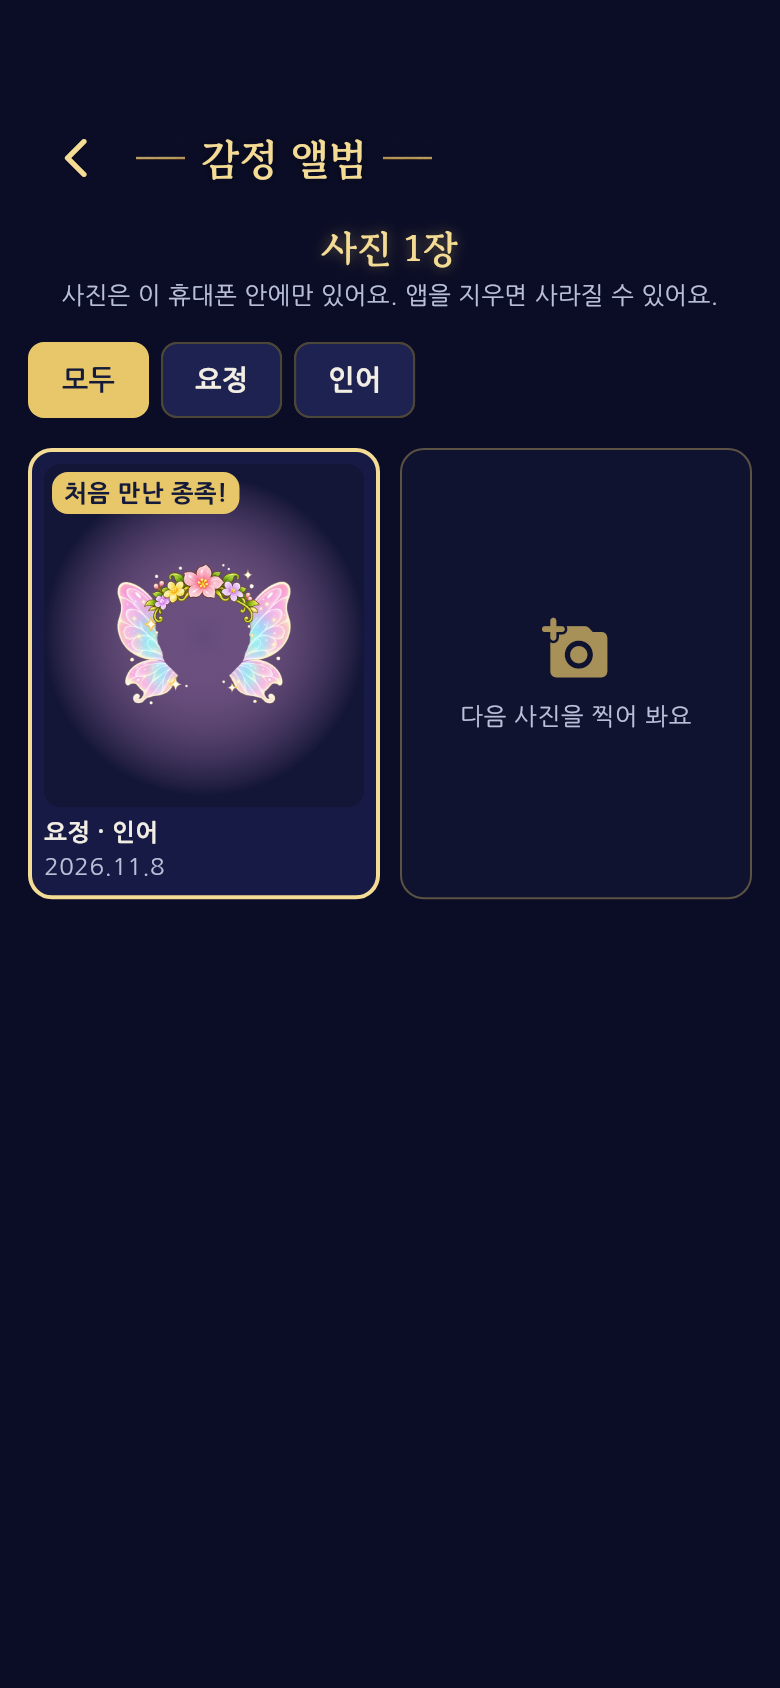 감정 앨범
사진 1장
사진은 이 휴대폰 안에만 있어요. 앱을 지우면 사라질 수 있어요.
모두
요정
인어
처음 만난 종족!
요정 · 인어
2026.11.8
다음 사진을 찍어 봐요